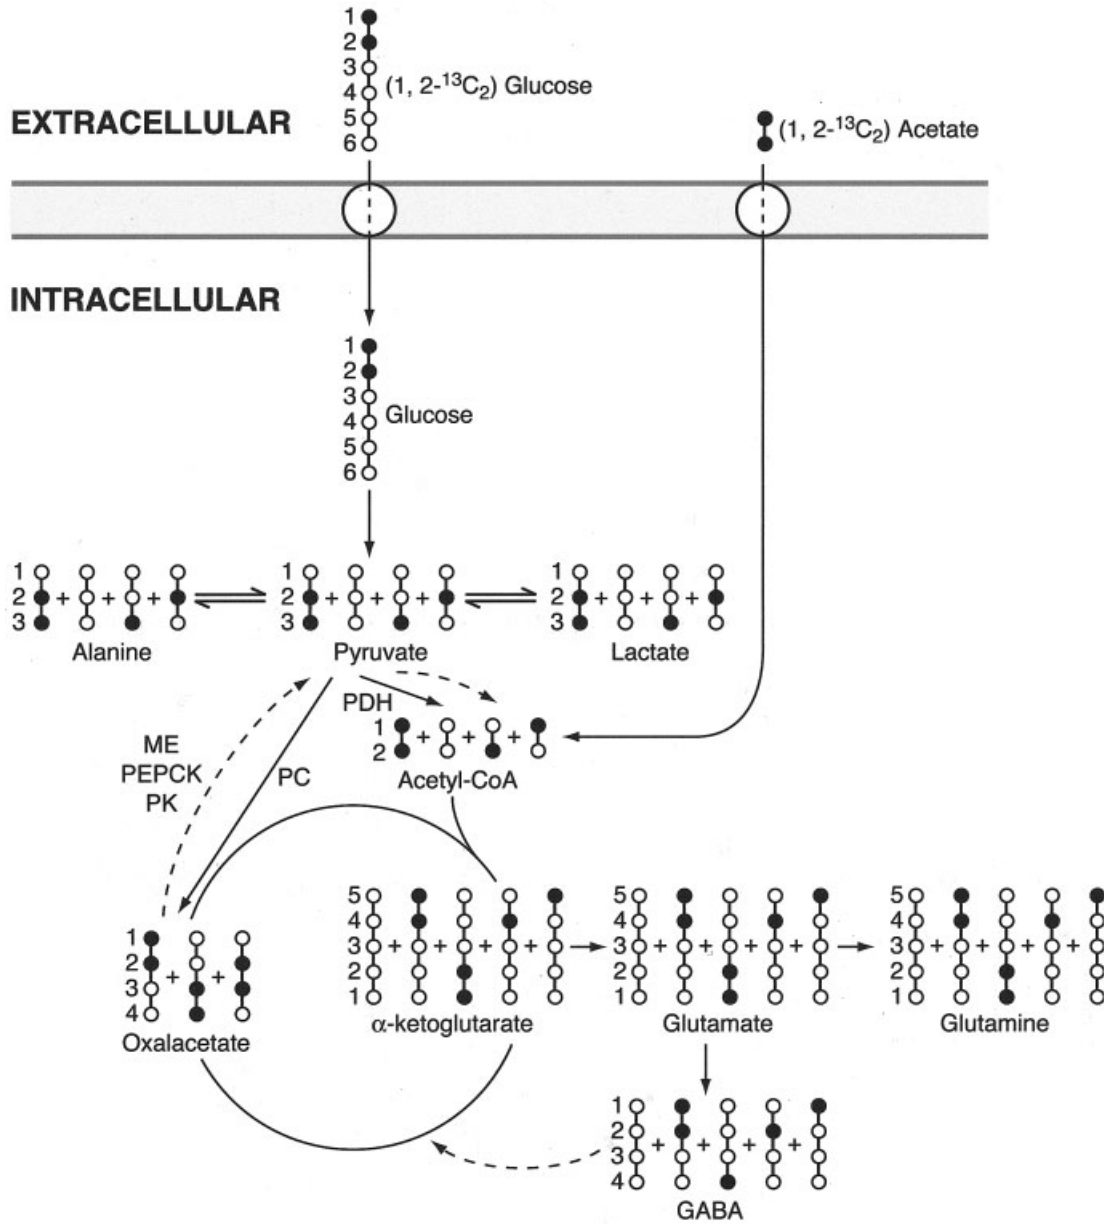 1
2
3
4
5
6
(1, 2-¹³C₂) Glucose
EXTRACELLULAR
(1, 2-¹³C₂) Acetate
INTRACELLULAR
1
2
3
4
5
6
Glucose
1
2 + + +
3
Alanine
1
2 + + +
3
Pyruvate
1
2 + + +
3
Lactate
PDH
1
2 + + +
Acetyl-CoA
ME
PEPCK
PK
PC
1
2
+ +
3
4
Oxalacetate
5
4
3 + + + +
2
1
α-ketoglutarate
5
4
3 + + + +
2
1
Glutamate
5
4
3 + + + +
2
1
Glutamine
1
2
+ + + +
3
4
GABA